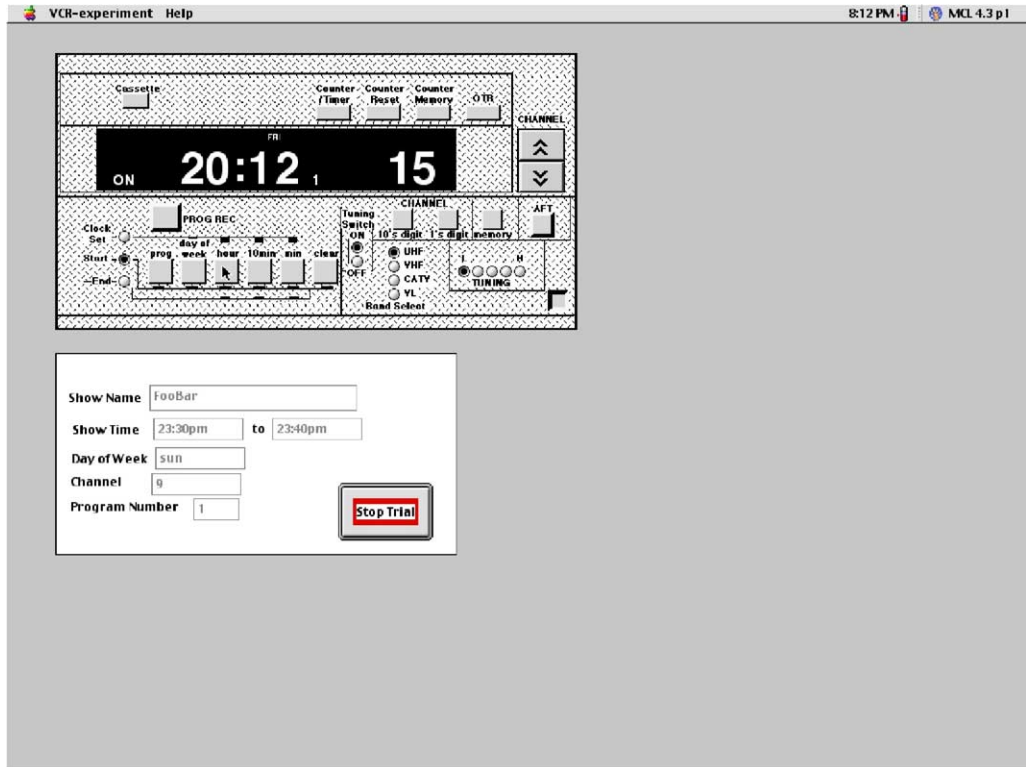 VCR-experiment Help 8:12 PM MCL 4.3 p1
Cassette Counter /Timer Counter Reset Counter Memory OTR
CHANNEL
FRI
ON 20:12 1 15
PROG REC
CHANNEL
10's digit 1's digit memory
AFT
Tuning Switch
ON
OFF
Clock Set
Start
End
prog day of week hour 10min min clear
UHF
VHF
CATV
VL
Band Select
L H
TUNING
Show Name FooBar
Show Time 23:30pm to 23:40pm
Day of Week sun
Channel 9
Program Number 1
Stop Trial